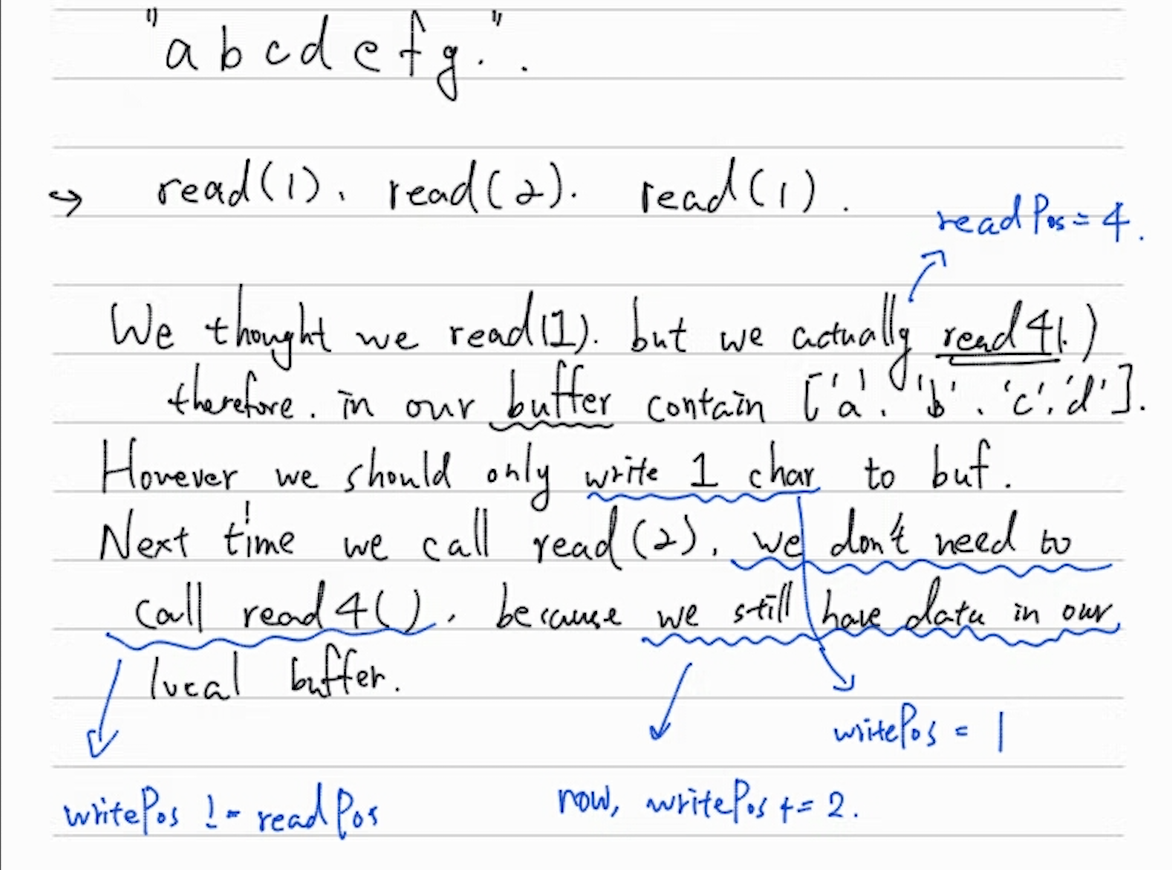 "abcdefg.".
→ read(1). read(2). read(1).
readPos = 4.
We thought we read(1). but we actually read4()
therefore. in our buffer contain ['a'. 'b'. 'c'. 'd'].
However we should only write 1 char to buf.
Next time we call read(2), we don't need to
call read4(), because we still have data in our
local buffer.
writePos = 1
writePos != readPos
now, writePos += 2.